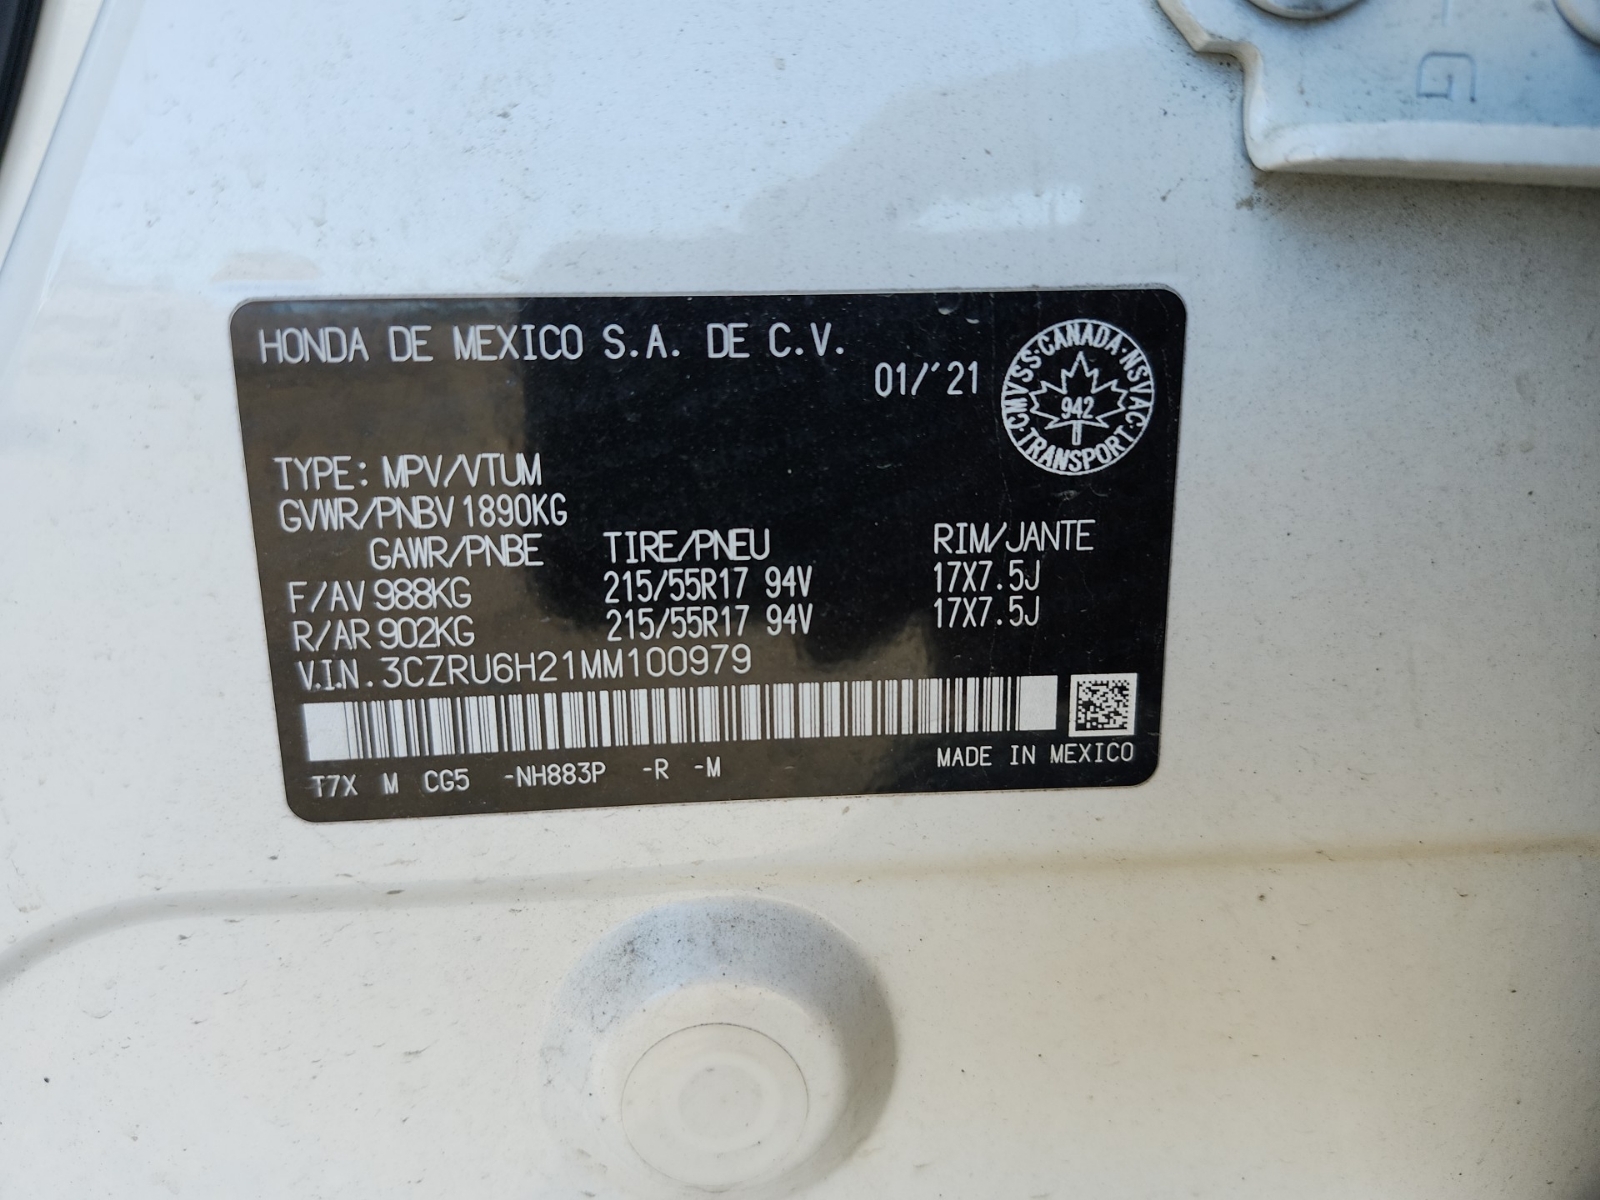 HONDA DE MEXICO S.A. DE C.V.
01/'21
CMVSS·CANADA·NSVAC·TRANSPORT·
942
TYPE: MPV/VTUM
GVWR/PNBV 1890KG
GAWR/PNBE TIRE/PNEU RIM/JANTE
F/AV 988KG 215/55R17 94V 17X7.5J
R/AR 902KG 215/55R17 94V 17X7.5J
V.I.N. 3CZRU6H21MM100979
T7X M CG5 -NH883P -R -M
MADE IN MEXICO
G